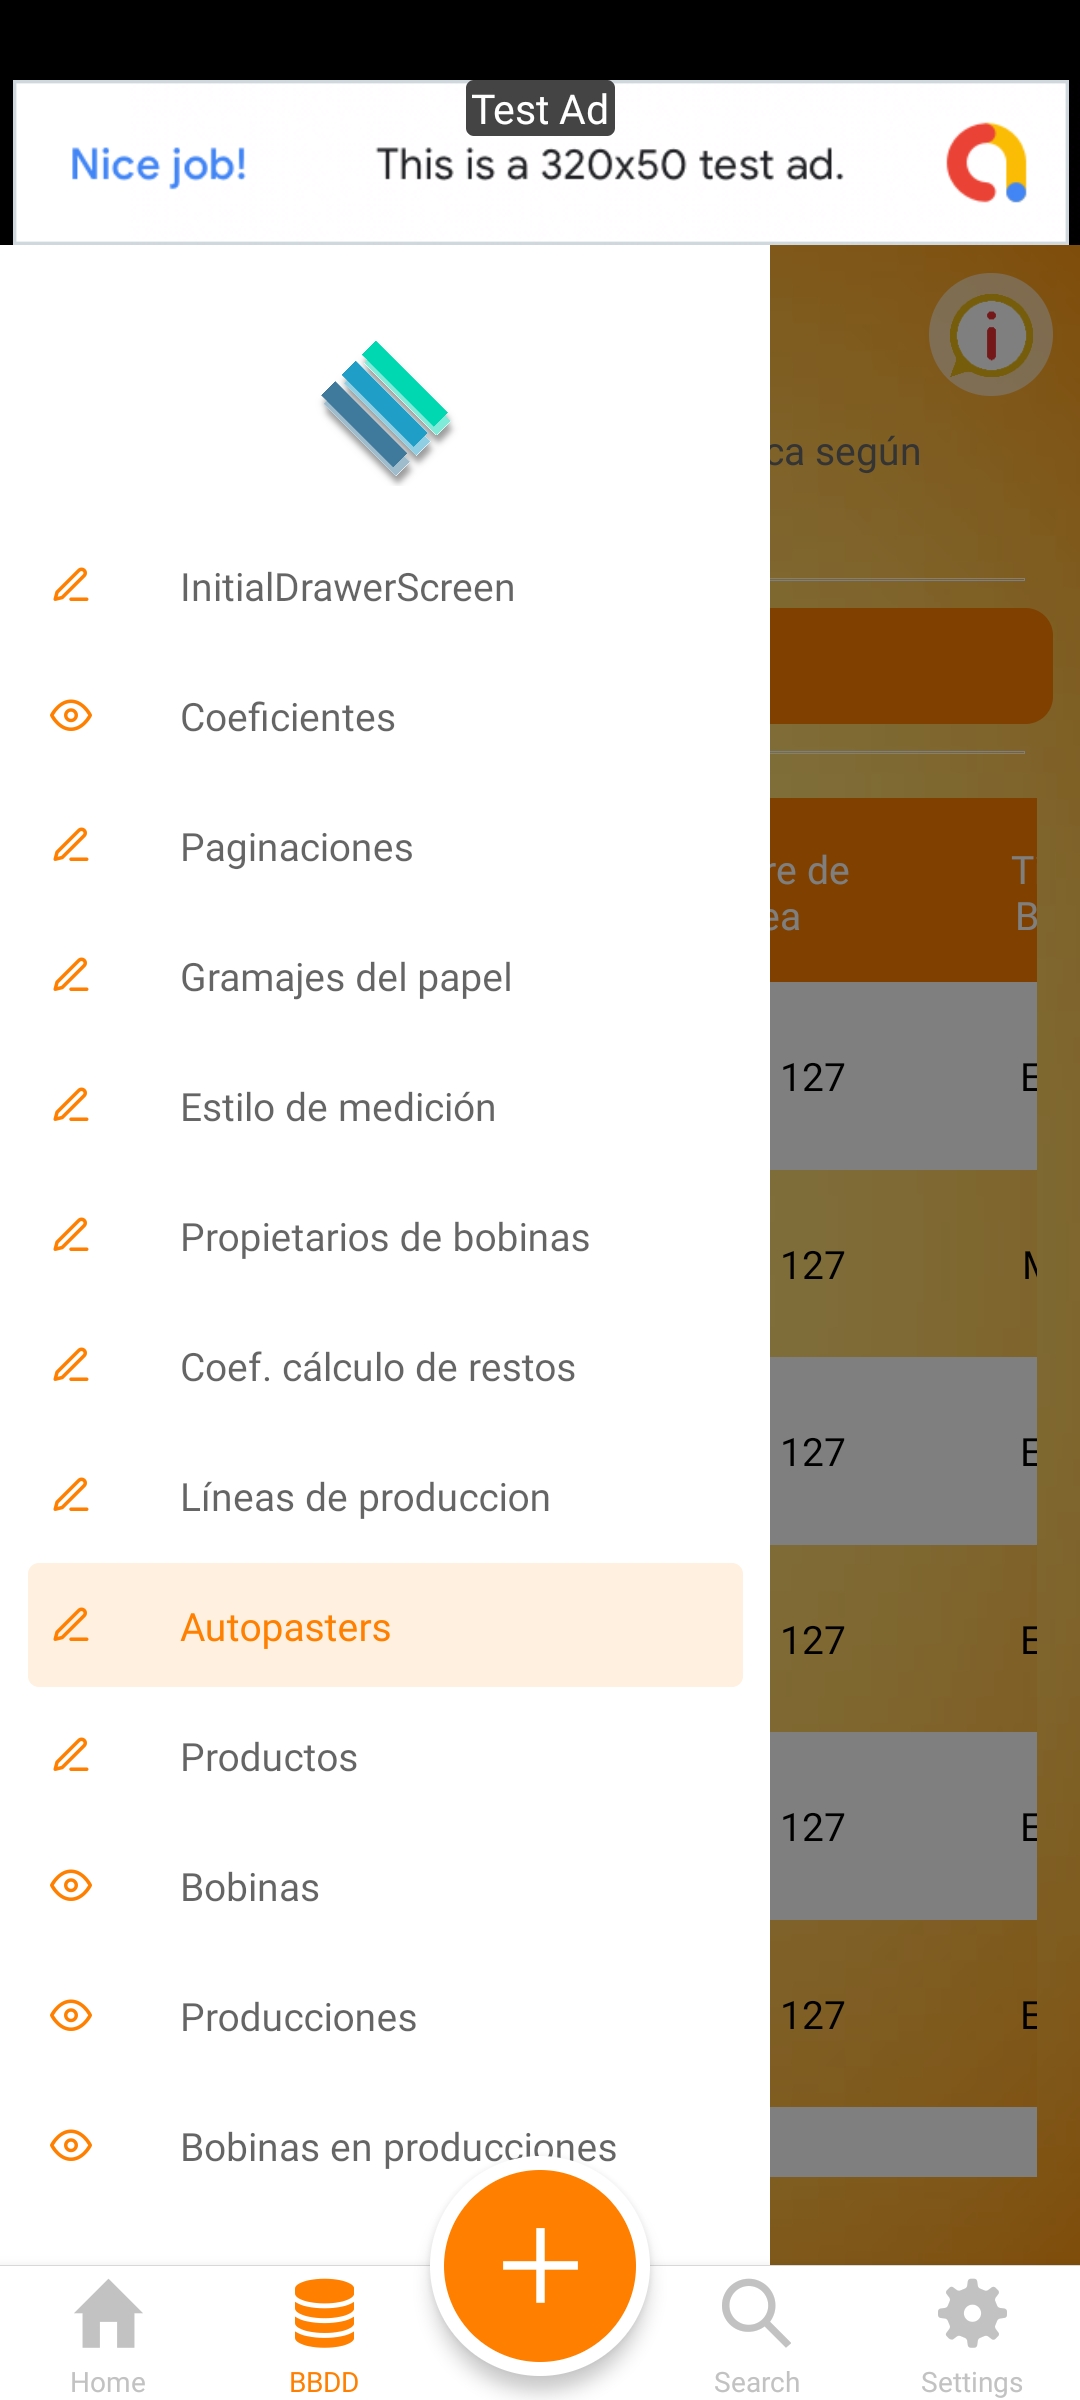 Test Ad
Nice job!
This is a 320x50 test ad.
ca según
InitialDrawerScreen
Coeficientes
Paginaciones
re de
T
ea
B
Gramajes del papel
127
E
Estilo de medición
Propietarios de bobinas
127
Coef. cálculo de restos
127
E
Líneas de produccion
Autopasters
127
E
Productos
127
E
Bobinas
Producciones
127
E
Bobinas en producciones
Home
BBDD
Search
Settings